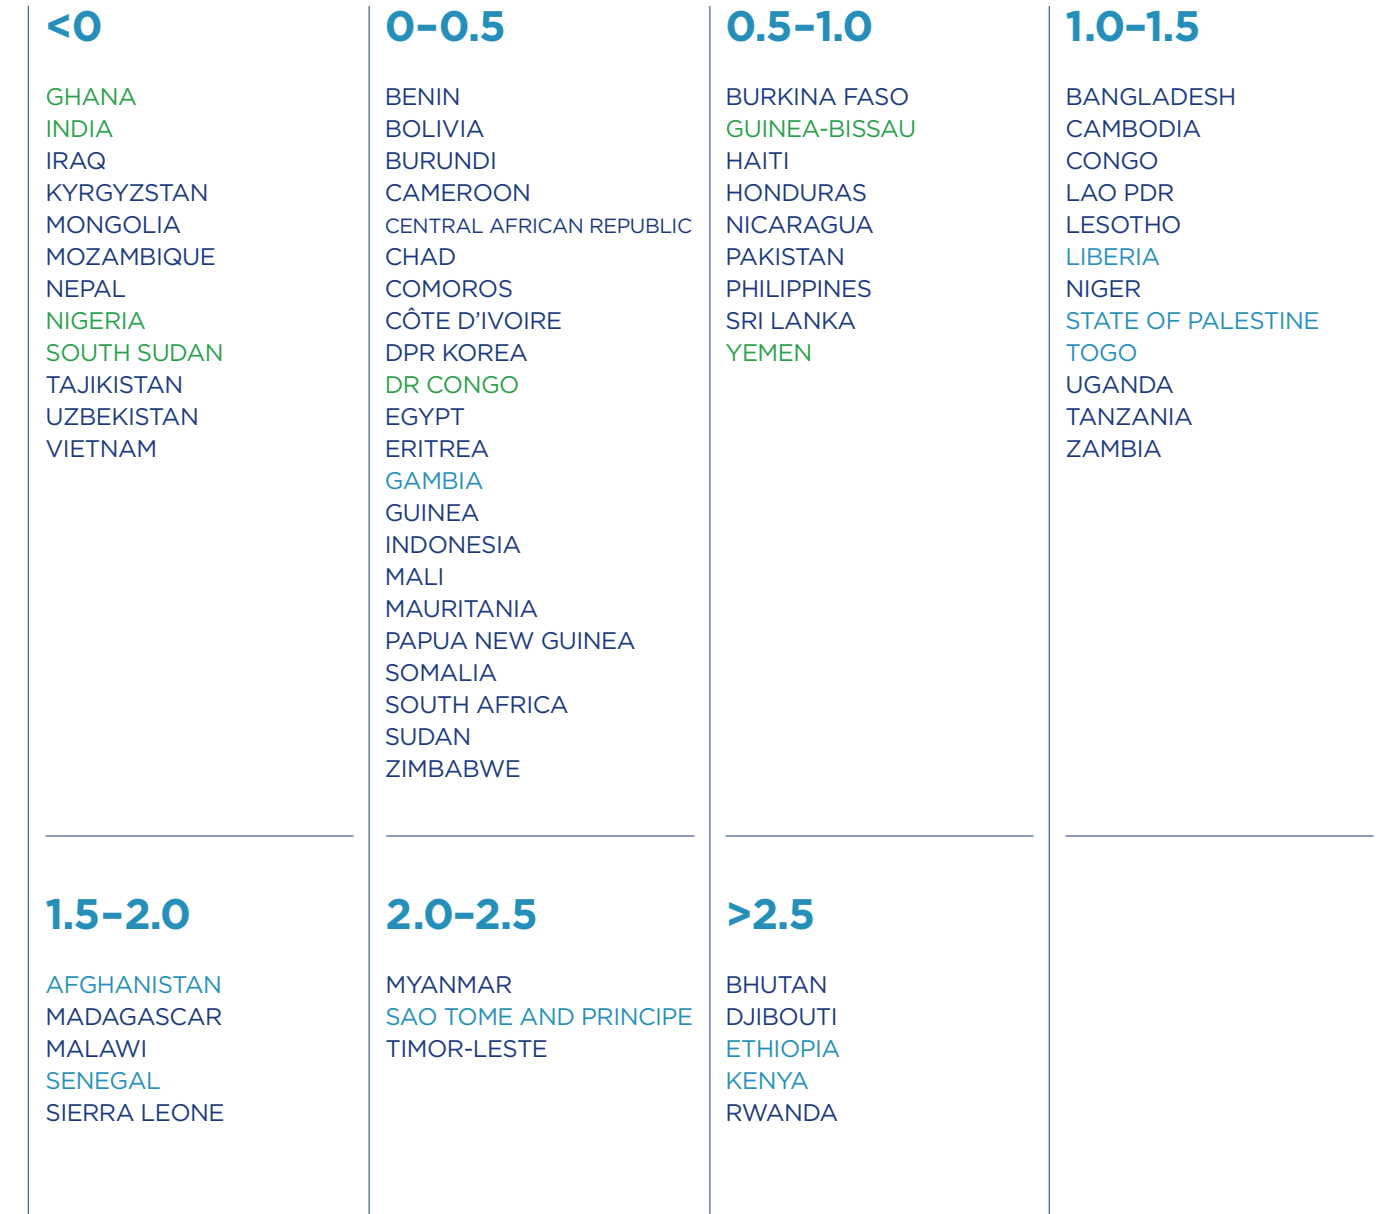 <0
GHANA
INDIA
IRAQ
KYRGYZSTAN
MONGOLIA
MOZAMBIQUE
NEPAL
NIGERIA
SOUTH SUDAN
TAJIKISTAN
UZBEKISTAN
VIETNAM
0–0.5
BENIN
BOLIVIA
BURUNDI
CAMEROON
CENTRAL AFRICAN REPUBLIC
CHAD
COMOROS
CÔTE D’IVOIRE
DPR KOREA
DR CONGO
EGYPT
ERITREA
GAMBIA
GUINEA
INDONESIA
MALI
MAURITANIA
PAPUA NEW GUINEA
SOMALIA
SOUTH AFRICA
SUDAN
ZIMBABWE
0.5–1.0
BURKINA FASO
GUINEA-BISSAU
HAITI
HONDURAS
NICARAGUA
PAKISTAN
PHILIPPINES
SRI LANKA
YEMEN
1.0–1.5
BANGLADESH
CAMBODIA
CONGO
LAO PDR
LESOTHO
LIBERIA
NIGER
STATE OF PALESTINE
TOGO
UGANDA
TANZANIA
ZAMBIA
1.5–2.0
AFGHANISTAN
MADAGASCAR
MALAWI
SENEGAL
SIERRA LEONE
2.0–2.5
MYANMAR
SAO TOME AND PRINCIPE
TIMOR-LESTE
>2.5
BHUTAN
DJIBOUTI
ETHIOPIA
KENYA
RWANDA